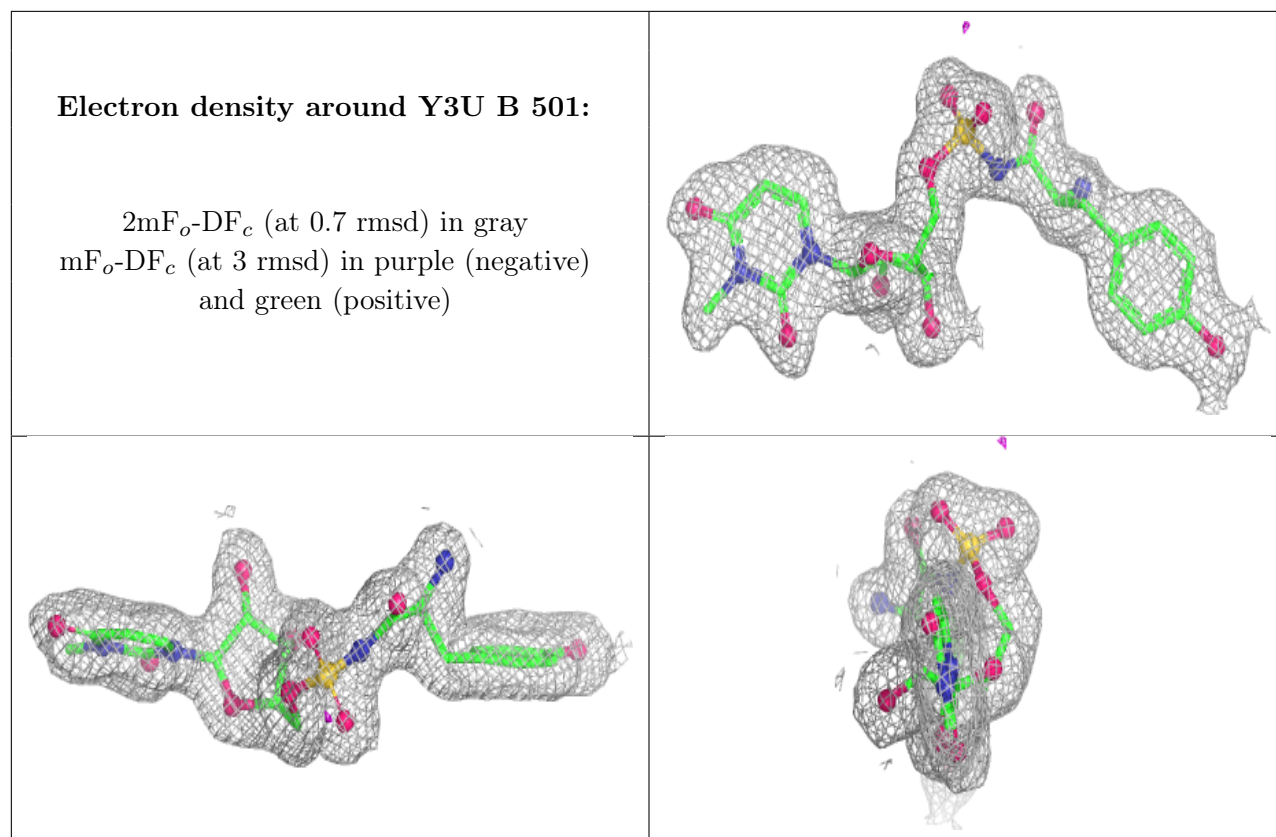 Electron density around Y3U B 501:
2mFₒ-DF𝒸 (at 0.7 rmsd) in gray
mFₒ-DF𝒸 (at 3 rmsd) in purple (negative)
and green (positive)